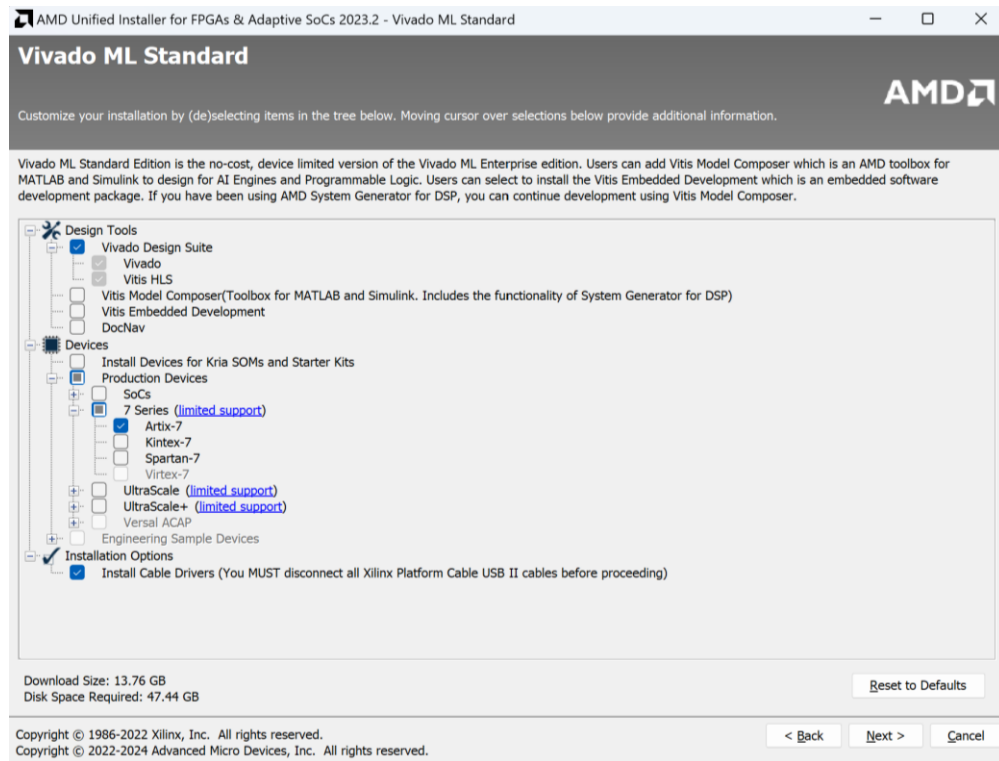 AMD Unified Installer for FPGAs & Adaptive SoCs 2023.2 - Vivado ML Standard
Vivado ML Standard
AMD
Customize your installation by (de)selecting items in the tree below. Moving cursor over selections below provide additional information.
Vivado ML Standard Edition is the no-cost, device limited version of the Vivado ML Enterprise edition. Users can add Vitis Model Composer which is an AMD toolbox for
MATLAB and Simulink to design for AI Engines and Programmable Logic. Users can select to install the Vitis Embedded Development which is an embedded software
development package. If you have been using AMD System Generator for DSP, you can continue development using Vitis Model Composer.
Design Tools
Vivado Design Suite
Vivado
Vitis HLS
Vitis Model Composer(Toolbox for MATLAB and Simulink. Includes the functionality of System Generator for DSP)
Vitis Embedded Development
DocNav
Devices
Install Devices for Kria SOMs and Starter Kits
Production Devices
SoCs
7 Series (limited support)
Artix-7
Kintex-7
Spartan-7
Virtex-7
UltraScale (limited support)
UltraScale+ (limited support)
Versal ACAP
Engineering Sample Devices
Installation Options
Install Cable Drivers (You MUST disconnect all Xilinx Platform Cable USB II cables before proceeding)
Download Size: 13.76 GB
Disk Space Required: 47.44 GB
Reset to Defaults
Copyright © 1986-2022 Xilinx, Inc. All rights reserved.
Copyright © 2022-2024 Advanced Micro Devices, Inc. All rights reserved.
< Back
Next >
Cancel